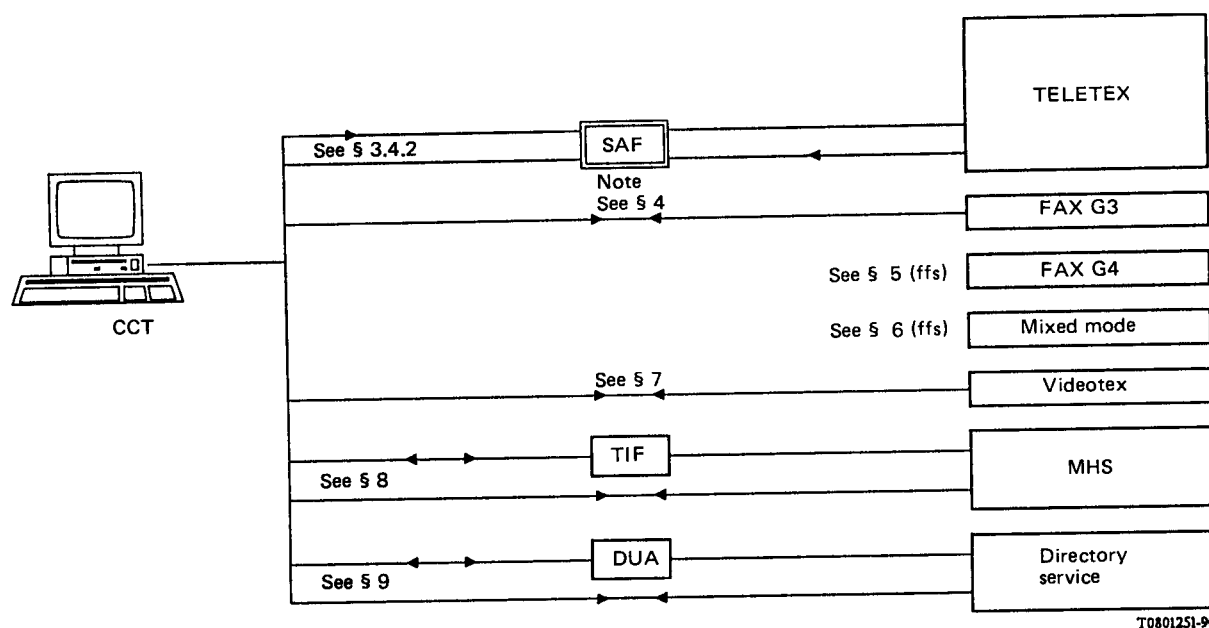 TELETEX
SAF
See § 3.4.2
Note
See § 4
FAX G3
See § 5 (ffs)
FAX G4
See § 6 (ffs)
Mixed mode
CCT
See § 7
Videotex
TIF
MHS
See § 8
DUA
Directory
service
See § 9
T0801251-9